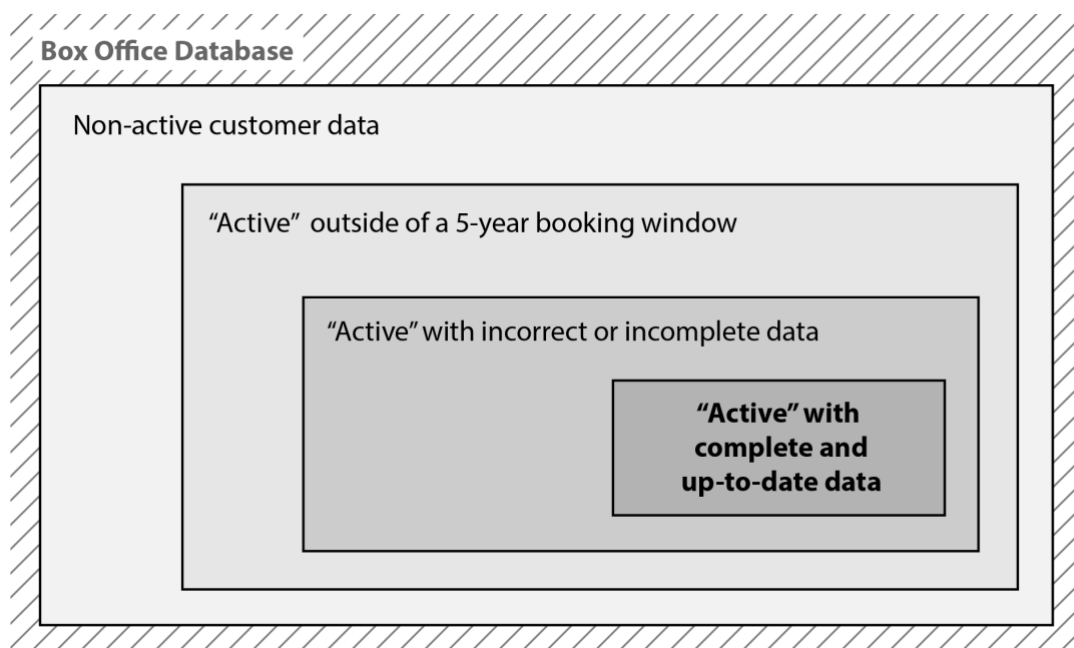 Box Office Database
Non-active customer data
“Active” outside of a 5-year booking window
“Active” with incorrect or incomplete data
“Active” with
complete and
up-to-date data